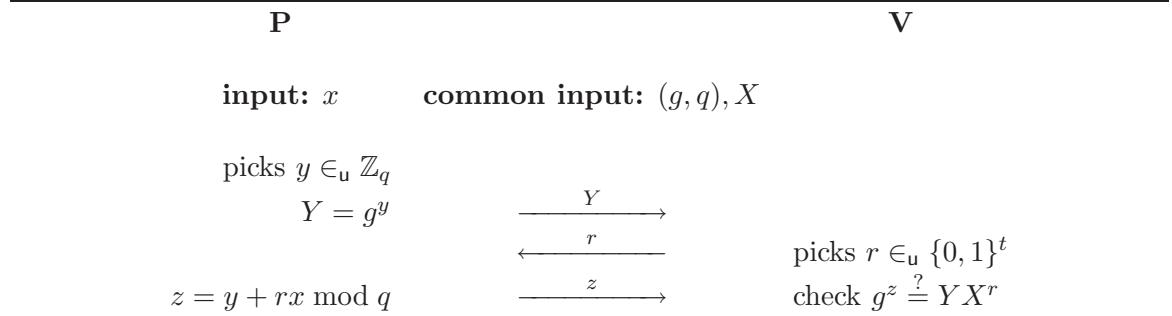 P V
input: x common input: (g, q), X
picks y ∈ᵤ ℤ_q
Y = g^y Y
r picks r ∈ᵤ {0, 1}^t
z = y + rx mod q z check g^z ≟ YX^r